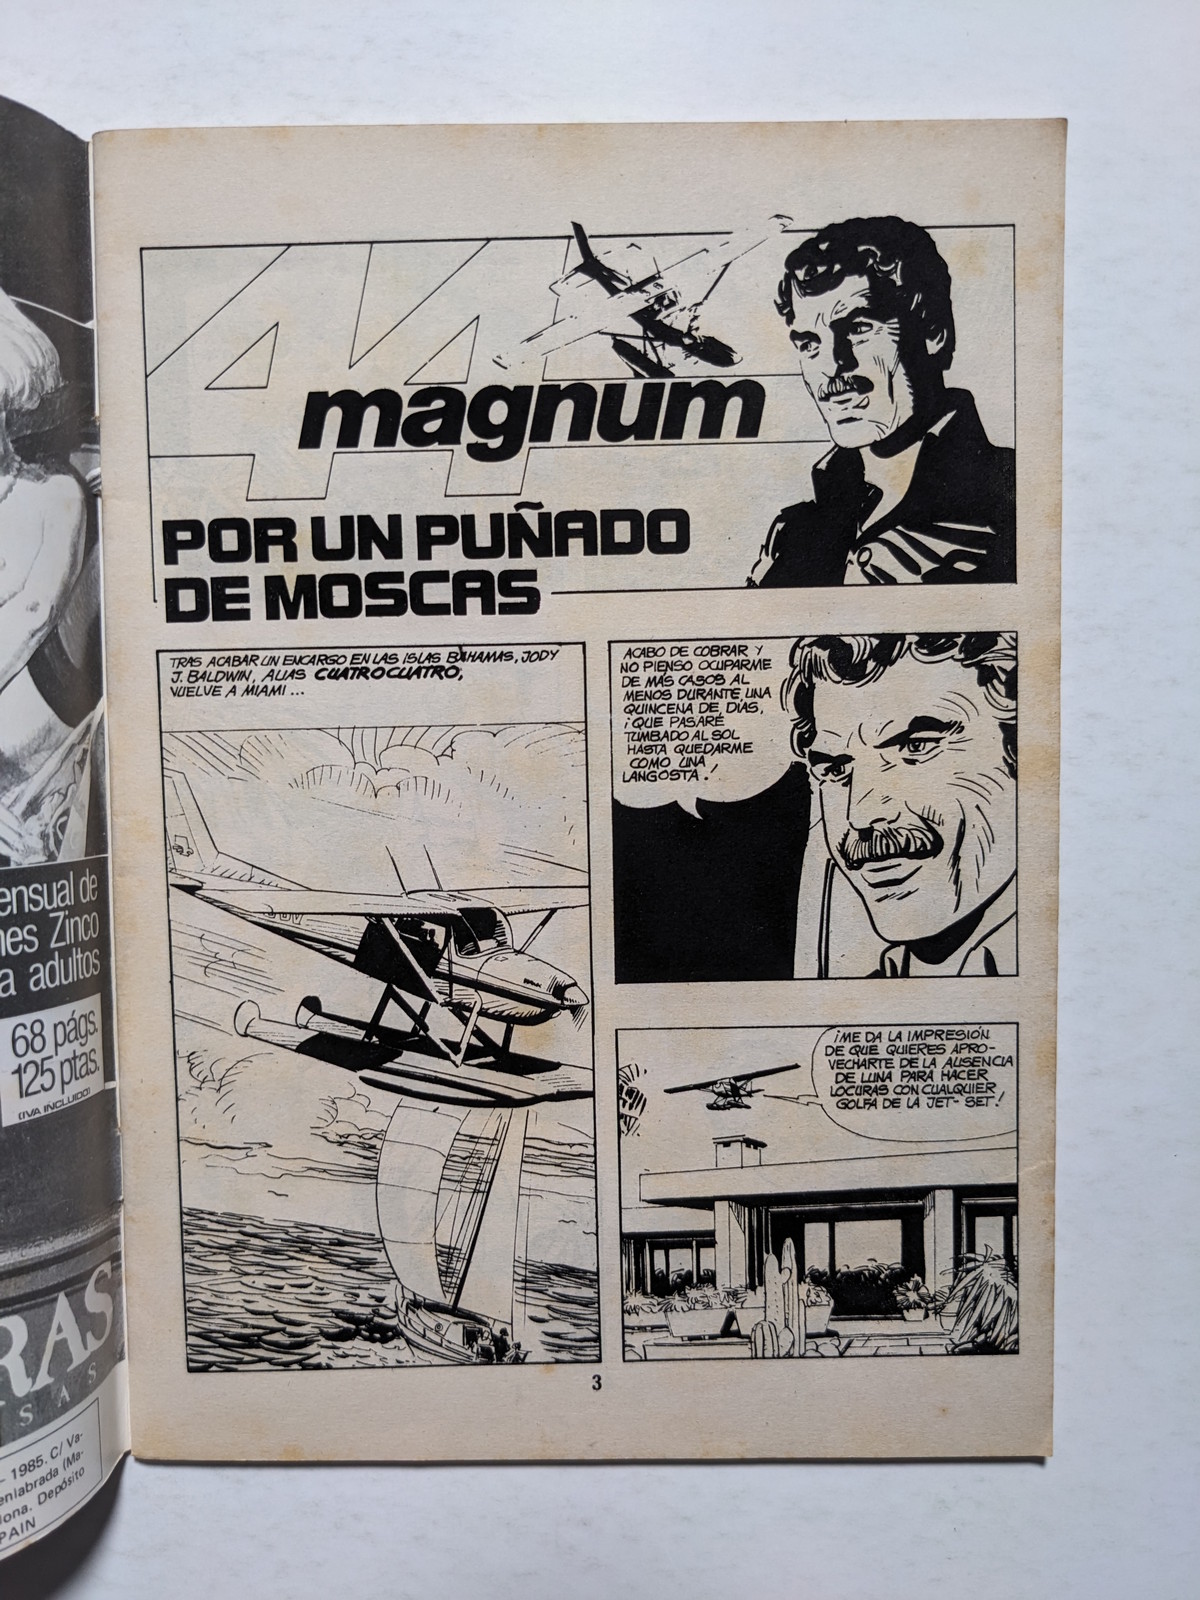 ensual de
nes Zinco
a adultos
68 págs.
125 ptas.
(IVA INCLUIDO)
RAS
ISAS
– 1985. C/ Va-
enlabrada (Ma-
lona. Depósito
PAIN
44
magnum
POR UN PUÑADO
DE MOSCAS
TRAS ACABAR UN ENCARGO EN LAS ISLAS BAHAMAS, JODY
J. BALDWIN, ALIAS CUATROCUATRO,
VUELVE A MIAMI ...
ACABO DE COBRAR Y
NO PIENSO OCUPARME
DE MÁS CASOS AL
MENOS DURANTE UNA
QUINCENA DE DÍAS,
¡QUE PASARÉ
TUMBADO AL SOL
HASTA QUEDARME
COMO UNA
LANGOSTA!
¡ME DA LA IMPRESIÓN
DE QUE QUIERES APRO-
VECHARTE DE LA AUSENCIA
DE LUNA PARA HACER
LOCURAS CON CUALQUIER
GOLFA DE LA JET-SET!
3